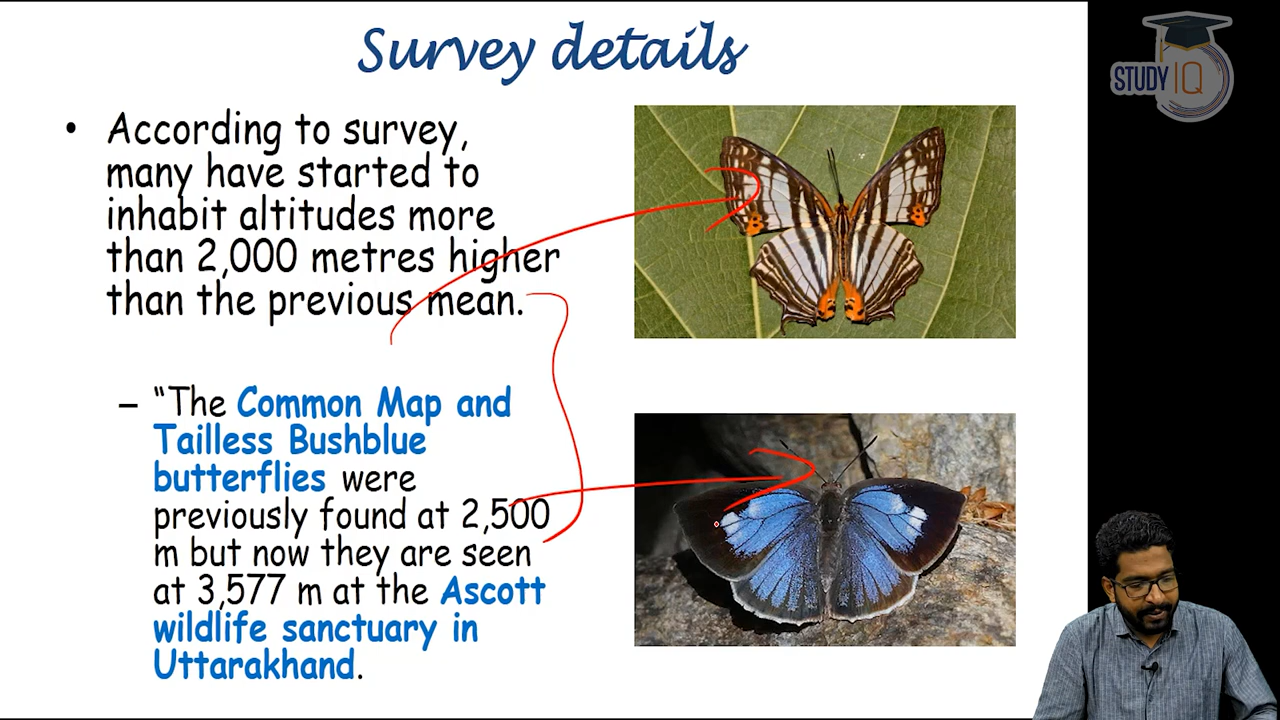 Survey details
STUDY IQ
• According to survey,
many have started to
inhabit altitudes more
than 2,000 metres higher
than the previous mean.
– “The Common Map and
Tailless Bushblue
butterflies were
previously found at 2,500
m but now they are seen
at 3,577 m at the Ascott
wildlife sanctuary in
Uttarakhand.